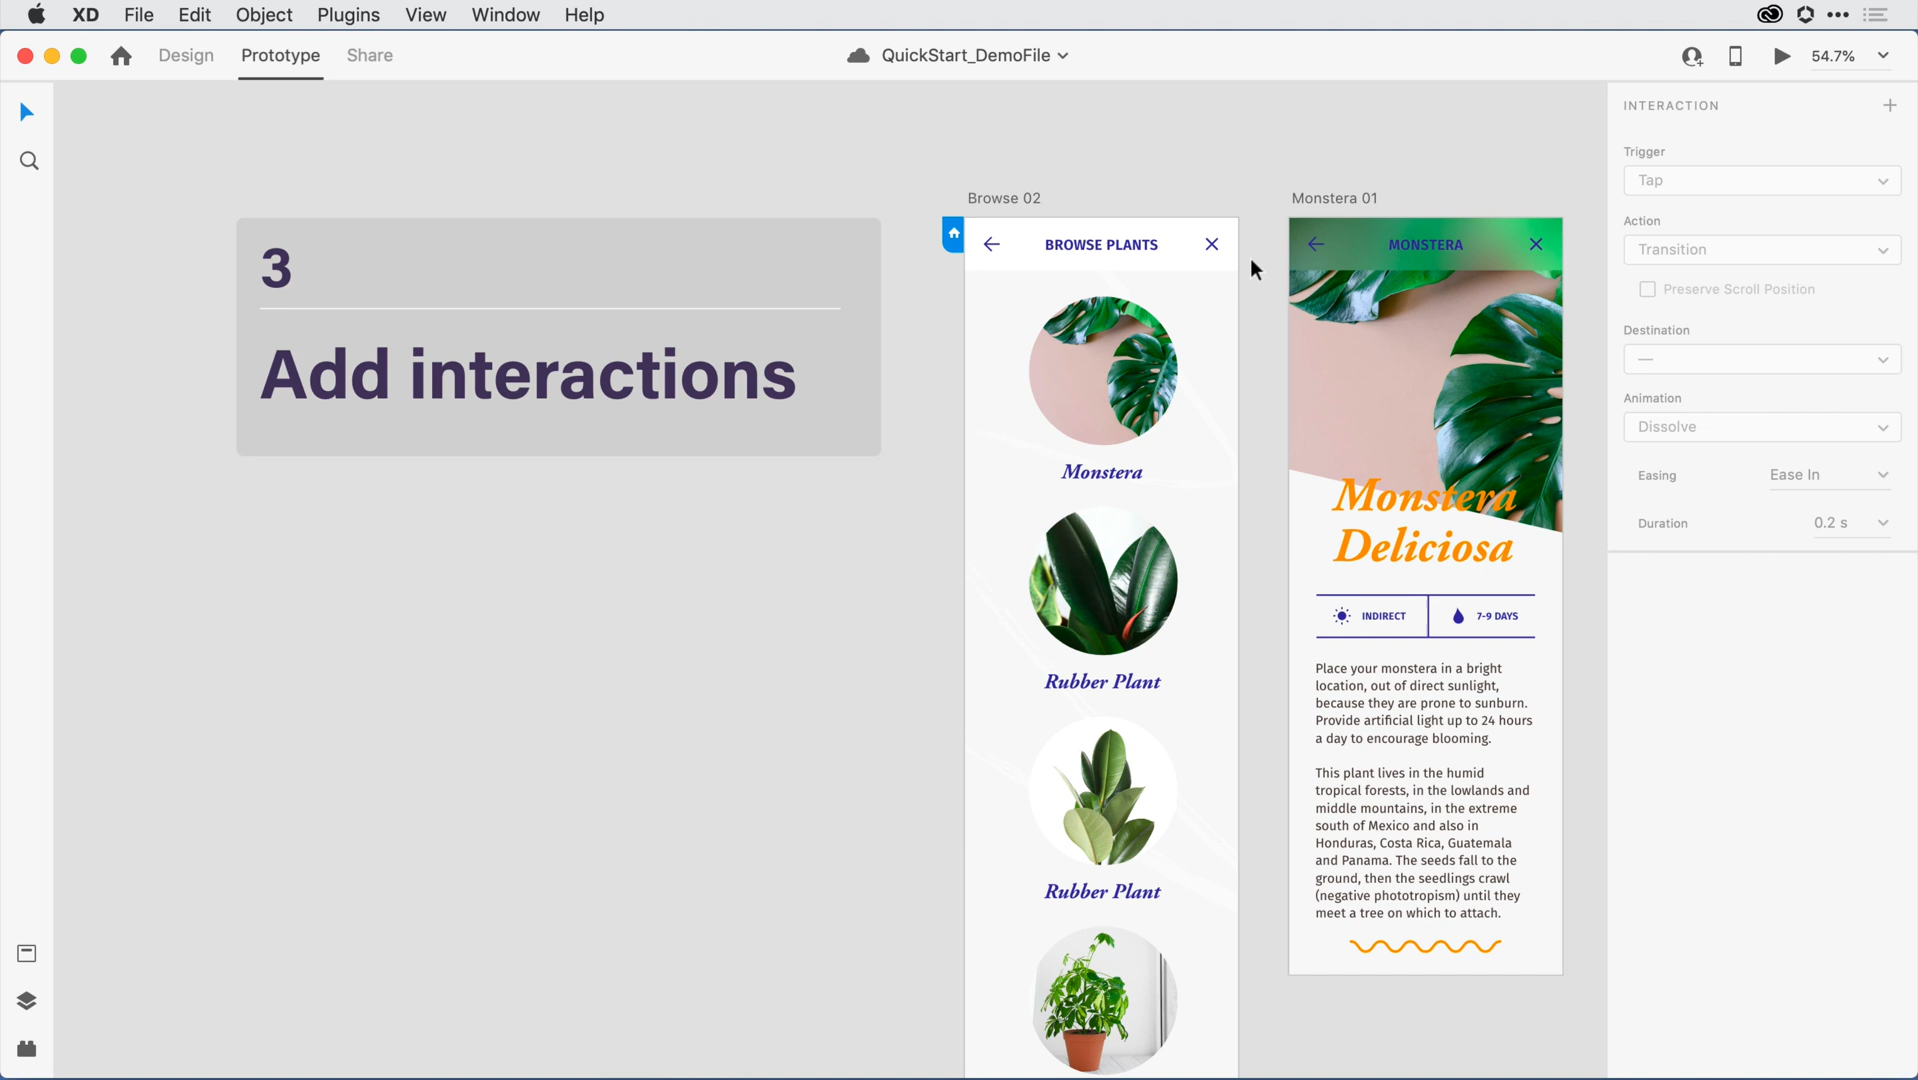 XD File Edit Object Plugins View Window Help
Design Prototype Share
QuickStart_DemoFile
54.7%
3
Add interactions
Browse 02
BROWSE PLANTS
Monstera
Rubber Plant
Rubber Plant
Monstera 01
MONSTERA
Monstera
Deliciosa
INDIRECT
7-9 DAYS
Place your monstera in a bright
location, out of direct sunlight,
because they are prone to sunburn.
Provide artificial light up to 24 hours
a day to encourage blooming.
This plant lives in the humid
tropical forests, in the lowlands and
middle mountains, in the extreme
south of Mexico and also in
Honduras, Costa Rica, Guatemala
and Panama. The seeds fall to the
ground, then the seedlings crawl
(negative phototropism) until they
meet a tree on which to attach.
INTERACTION
Trigger
Tap
Action
Transition
Preserve Scroll Position
Destination
—
Animation
Dissolve
Easing Ease In
Duration 0.2 s